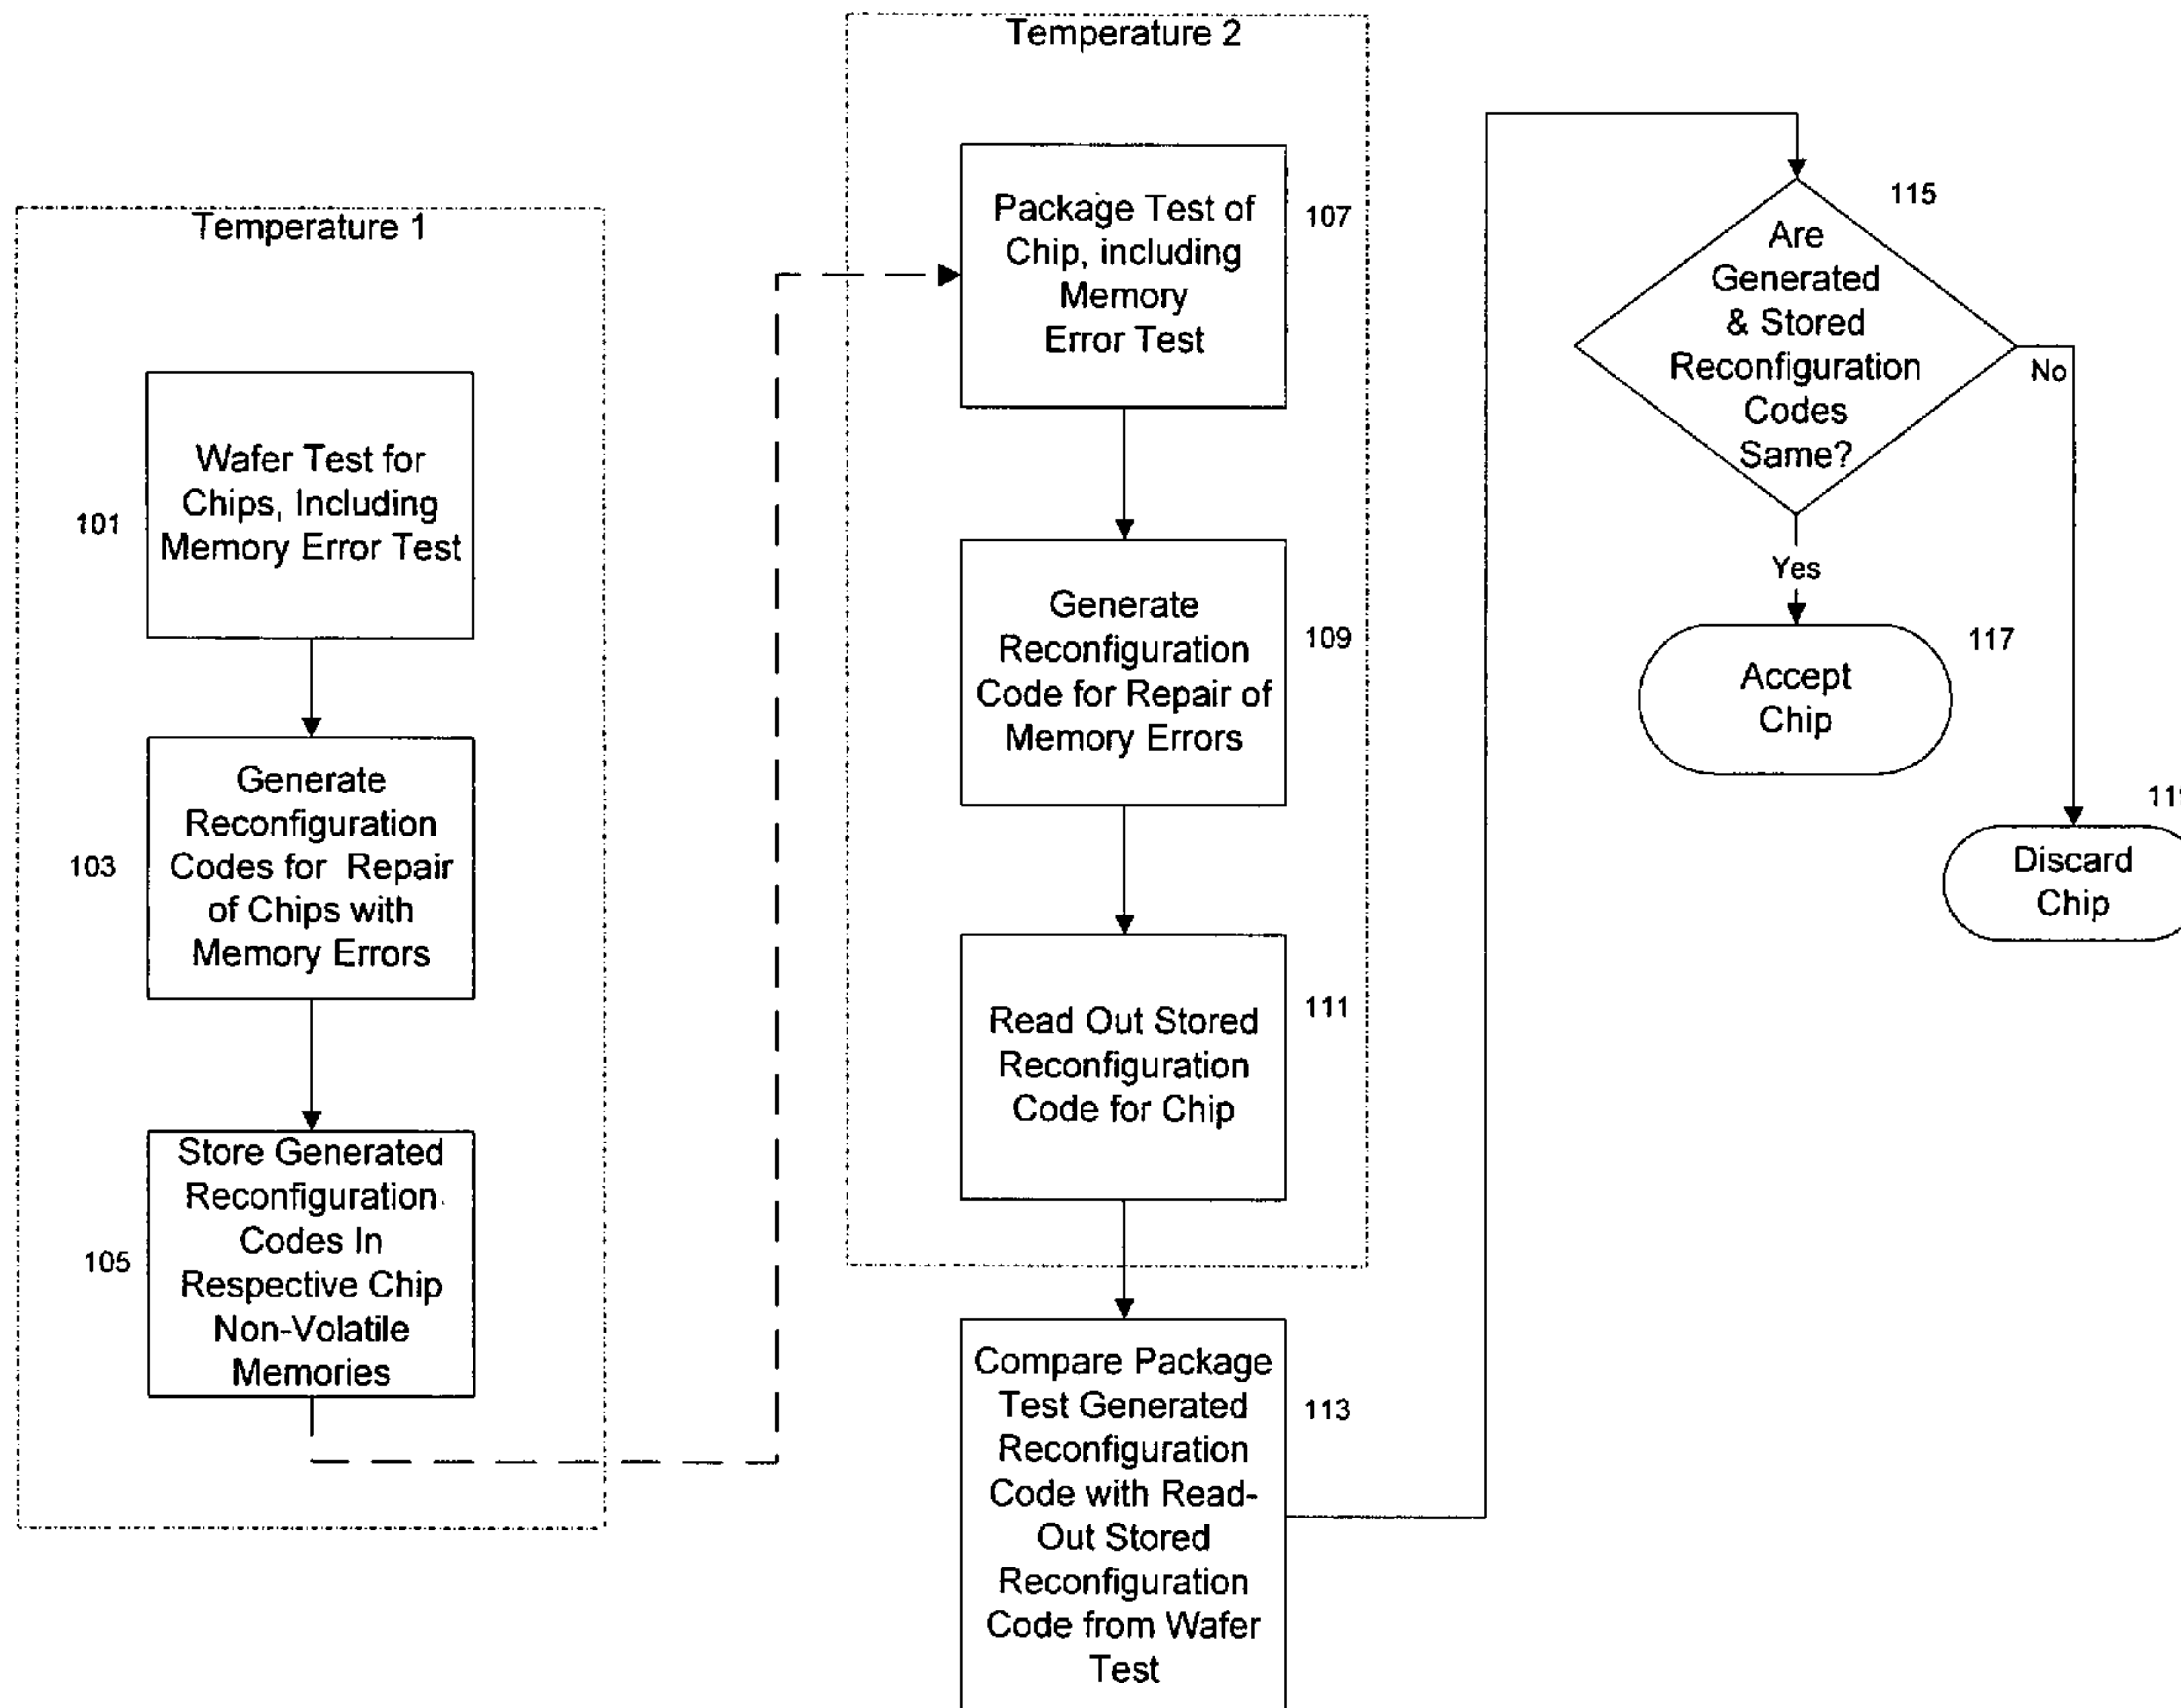 Temperature 1
101
Wafer Test for
Chips, Including
Memory Error Test
103
Generate
Reconfiguration
Codes for Repair
of Chips with
Memory Errors
105
Store Generated
Reconfiguration
Codes In
Respective Chip
Non-Volatile
Memories
Temperature 2
Package Test of
Chip, including
Memory
Error Test
107
Generate
Reconfiguration
Code for Repair of
Memory Errors
109
Read Out Stored
Reconfiguration
Code for Chip
111
Compare Package
Test Generated
Reconfiguration
Code with Read-
Out Stored
Reconfiguration
Code from Wafer
Test
113
115
Are
Generated
& Stored
Reconfiguration
Codes
Same?
No
Yes
117
Accept
Chip
Discard
Chip